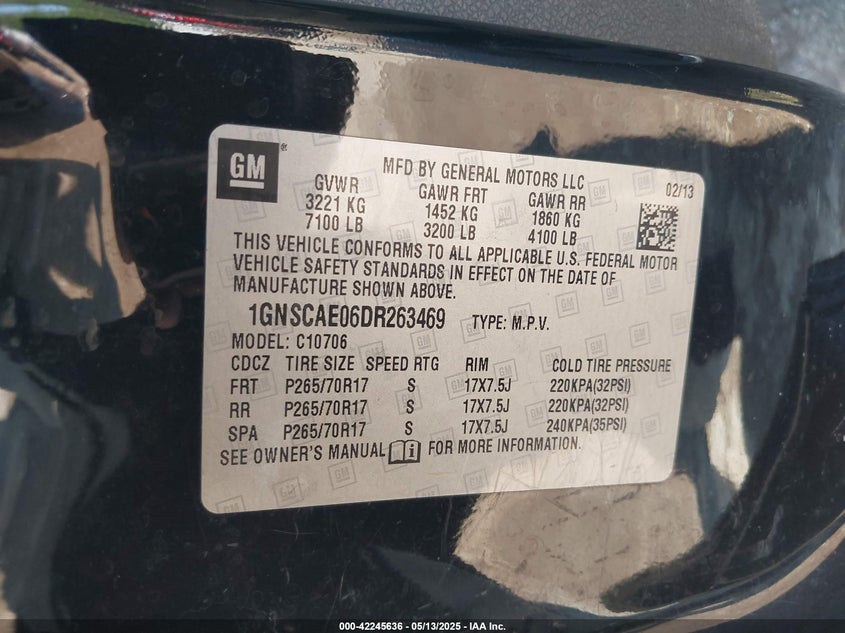 GM
MFD BY GENERAL MOTORS LLC 02/13
GVWR GAWR FRT GAWR RR
3221 KG 1452 KG 1860 KG
7100 LB 3200 LB 4100 LB
THIS VEHICLE CONFORMS TO ALL APPLICABLE U.S. FEDERAL MOTOR
VEHICLE SAFETY STANDARDS IN EFFECT ON THE DATE OF
MANUFACTURE SHOWN ABOVE.
1GNSCAE06DR263469 TYPE: M.P.V.
MODEL: C10706
CDCZ TIRE SIZE SPEED RTG RIM COLD TIRE PRESSURE
FRT P265/70R17 S 17X7.5J 220KPA(32PSI)
RR P265/70R17 S 17X7.5J 220KPA(32PSI)
SPA P265/70R17 S 17X7.5J 240KPA(35PSI)
SEE OWNER'S MANUAL i FOR MORE INFORMATION.
000-42245636 - 05/13/2025 - IAA Inc.